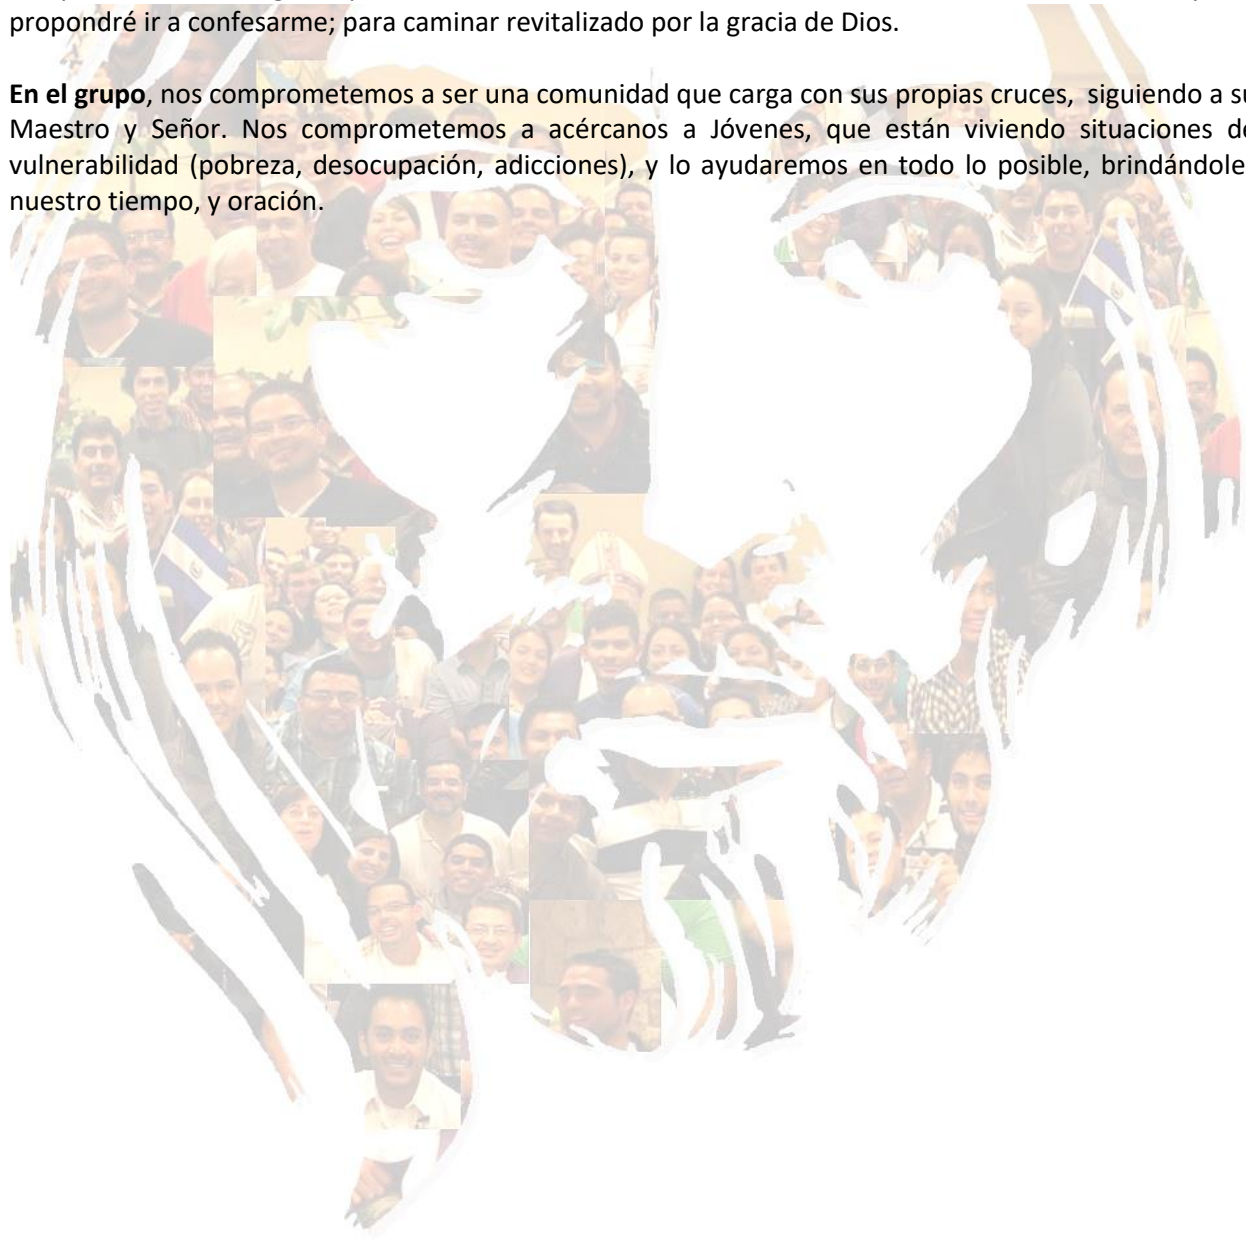 propondré ir a confesarme; para caminar revitalizado por la gracia de Dios.
En el grupo, nos comprometemos a ser una comunidad que carga con sus propias cruces, siguiendo a su
Maestro y Señor. Nos comprometemos a acércanos a Jóvenes, que están viviendo situaciones de
vulnerabilidad (pobreza, desocupación, adicciones), y lo ayudaremos en todo lo posible, brindándole
nuestro tiempo, y oración.